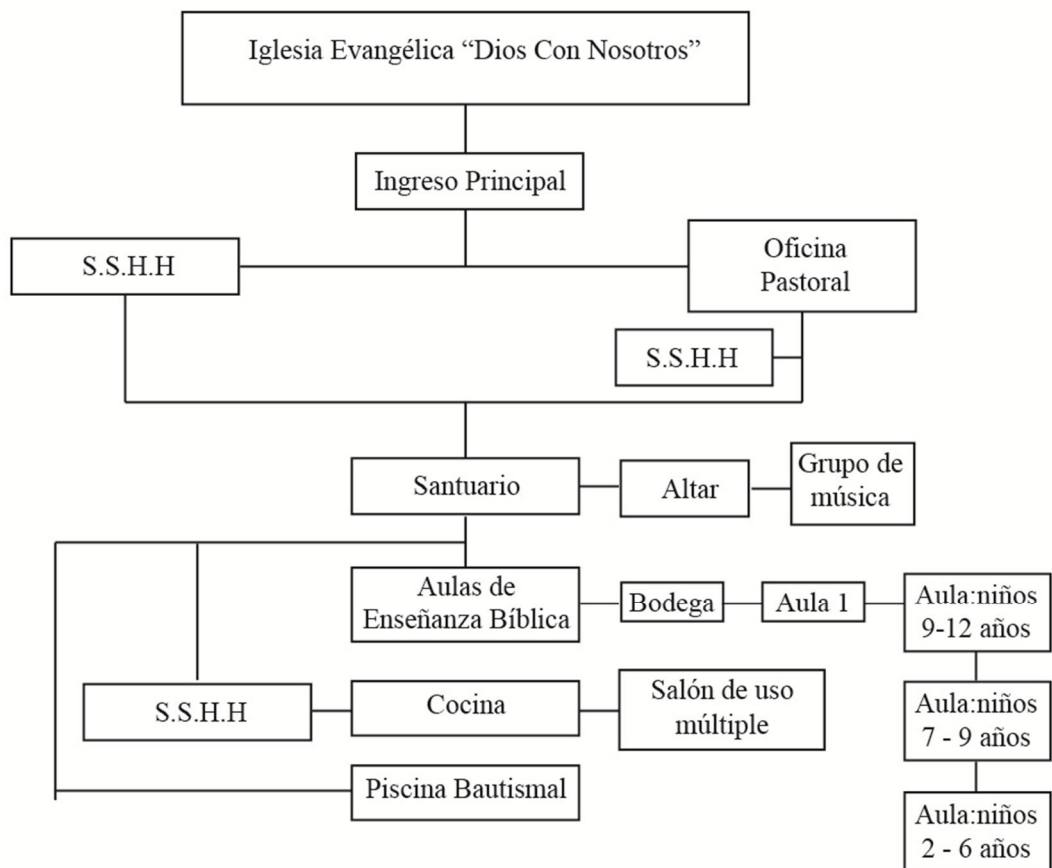 Iglesia Evangélica “Dios Con Nosotros”
Ingreso Principal
S.S.H.H
Oficina
Pastoral
S.S.H.H
Santuario
Altar
Grupo de
música
Aulas de
Enseñanza Bíblica
Bodega
Aula 1
Aula:niños
9-12 años
S.S.H.H
Cocina
Salón de uso
múltiple
Aula:niños
7 - 9 años
Piscina Bautismal
Aula:niños
2 - 6 años